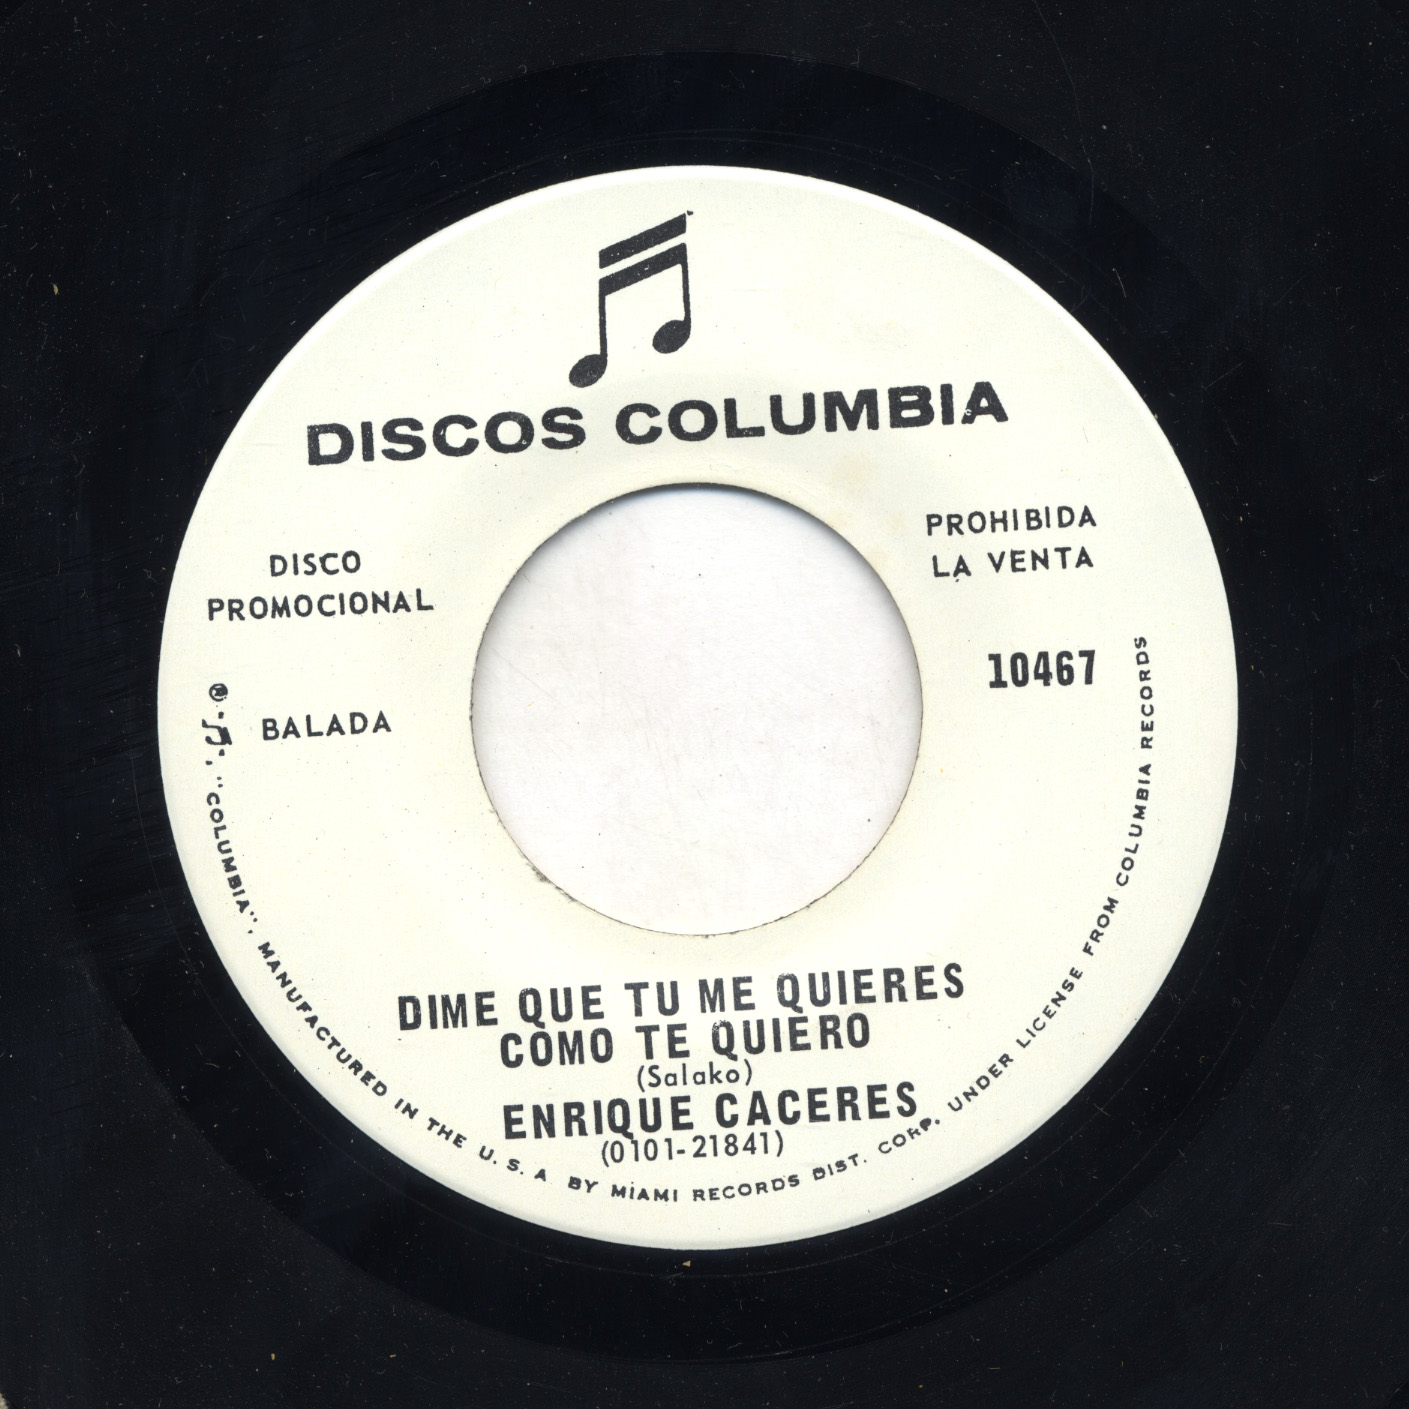 DISCOS COLUMBIA
DISCO
PROMOCIONAL
PROHIBIDA
LA VENTA
10467
BALADA
DIME QUE TU ME QUIERES
COMO TE QUIERO
(Salako)
ENRIQUE CACERES
(0101-21841)
®"♫", "COLUMBIA", MANUFACTURED IN THE U.S.A BY MIAMI RECORDS DIST. CORP. UNDER LICENSE FROM COLUMBIA RECORDS